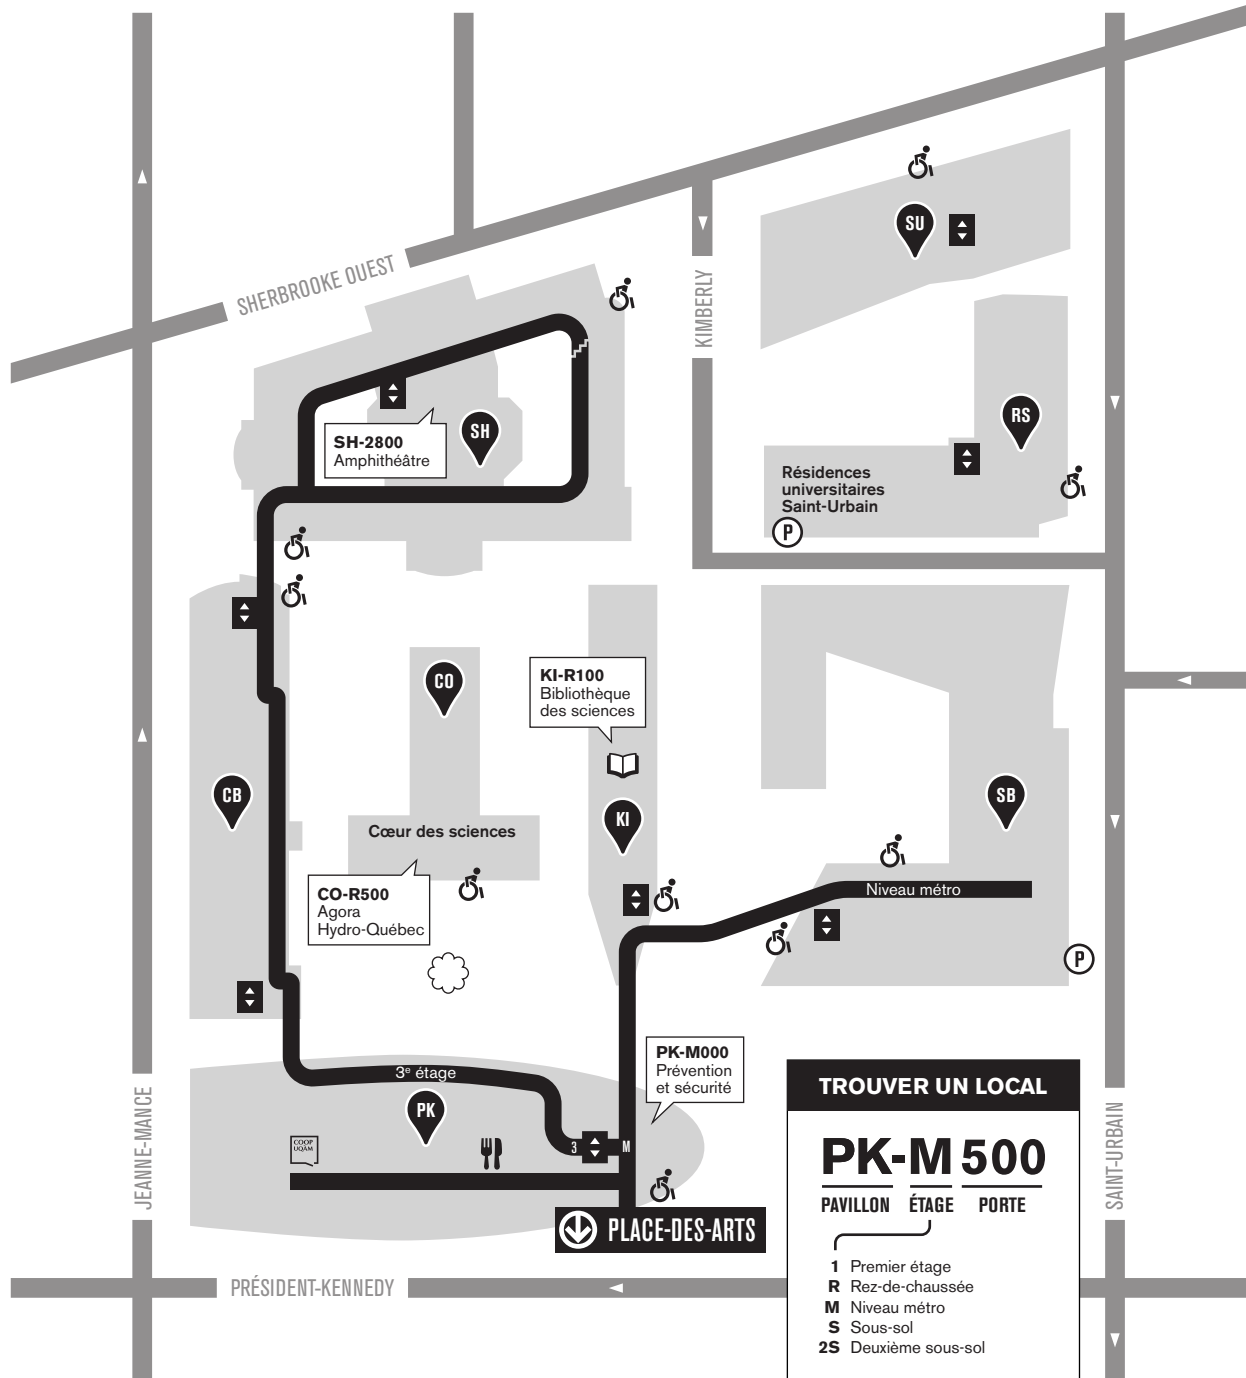 SHERBROOKE OUEST
SU
KIMBERLY
RS
SH-2800
Amphithéâtre
SH
Résidences
universitaires
Saint-Urbain
P
CO
KI-R100
Bibliothèque
des sciences
CB
SB
KI
Cœur des sciences
Niveau métro
CO-R500
Agora
Hydro-Québec
P
PK-M000
Prévention
et sécurité
3e étage
PK
COOP
UQÀM
3
M
JEANNE-MANCE
SAINT-URBAIN
PLACE-DES-ARTS
PRÉSIDENT-KENNEDY
TROUVER UN LOCAL
PK-M 500
PAVILLON ÉTAGE PORTE
1 Premier étage
R Rez-de-chaussée
M Niveau métro
S Sous-sol
2S Deuxième sous-sol